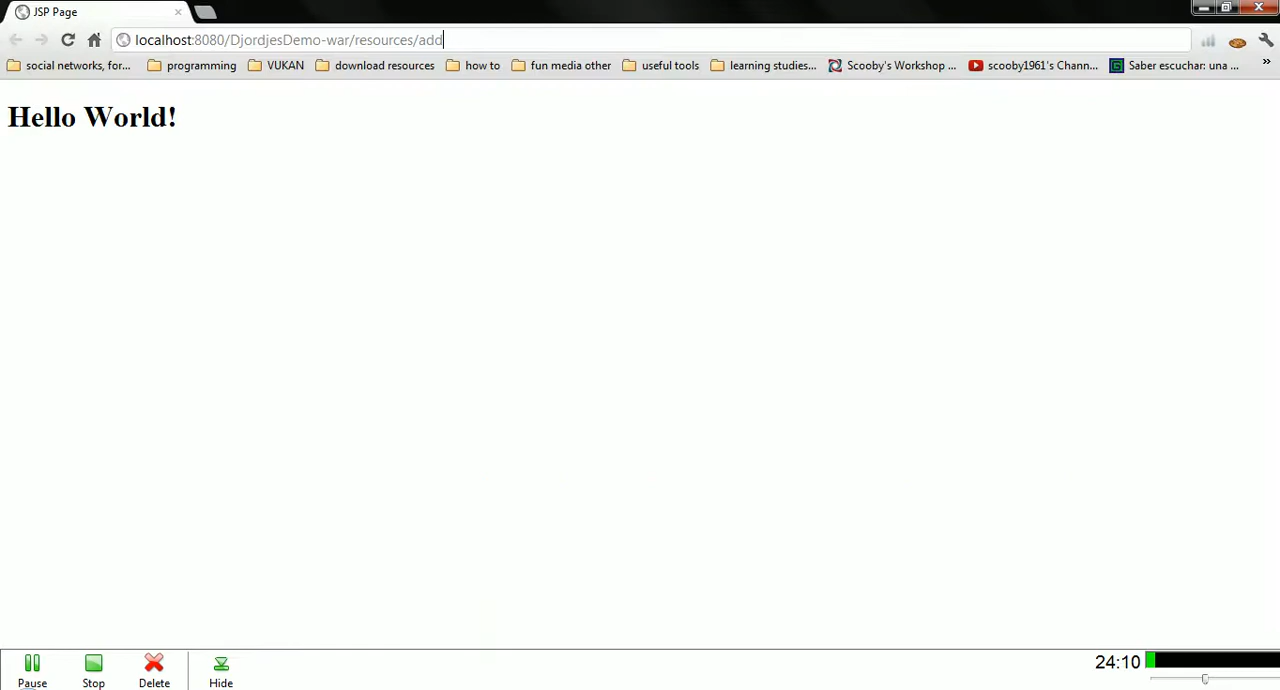 JSP Page
localhost:8080/DjordjesDemo-war/resources/add
social networks, for... programming VUKAN download resources how to fun media other useful tools learning studies... Scooby's Workshop ... scooby1961's Chann... Saber escuchar: una ... »
Hello World!
24:10
Pause Stop Delete Hide